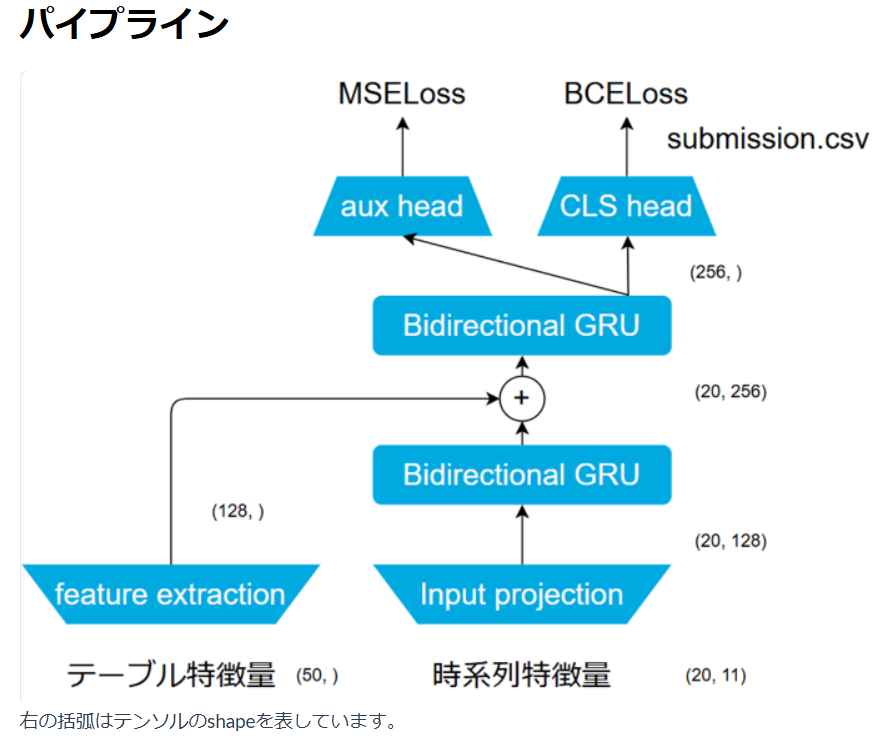 パイプライン
MSELoss
BCELoss
submission.csv
aux head
CLS head
(256, )
Bidirectional GRU
+
(20, 256)
Bidirectional GRU
(128, )
(20, 128)
feature extraction
Input projection
テーブル特徴量 (50, )
時系列特徴量 (20, 11)
右の括弧はテンソルのshapeを表しています。